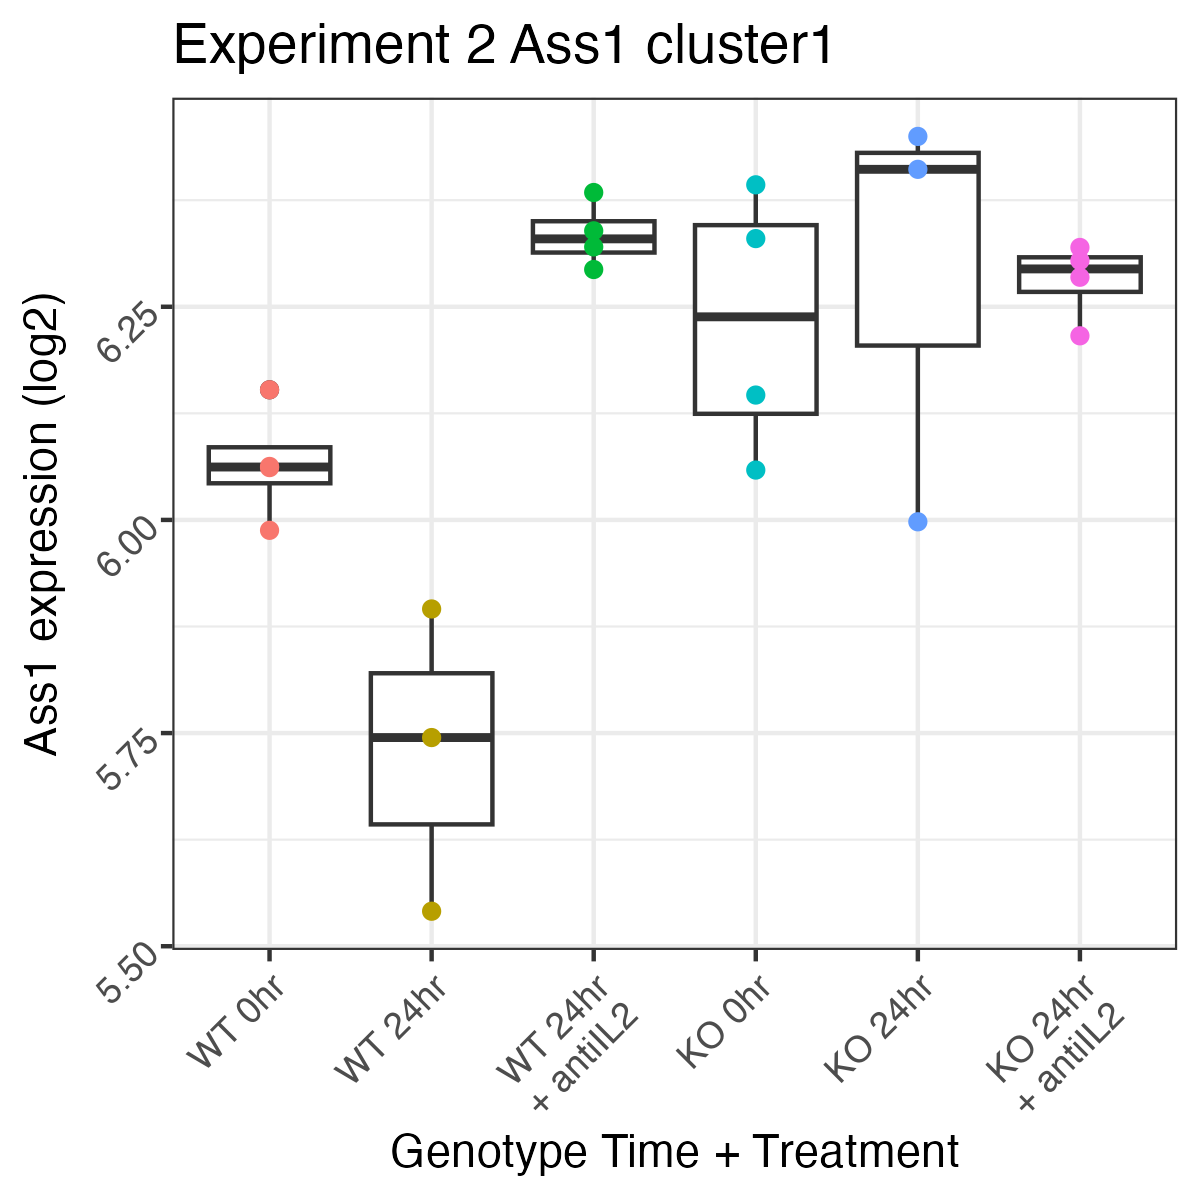 Experiment 2 Ass1 cluster1
Ass1 expression (log2)
6.25
6.00
5.75
5.50
WT 0hr
WT 24hr
WT 24hr
+ antiIL2
KO 0hr
KO 24hr
KO 24hr
+ antiIL2
Genotype Time + Treatment